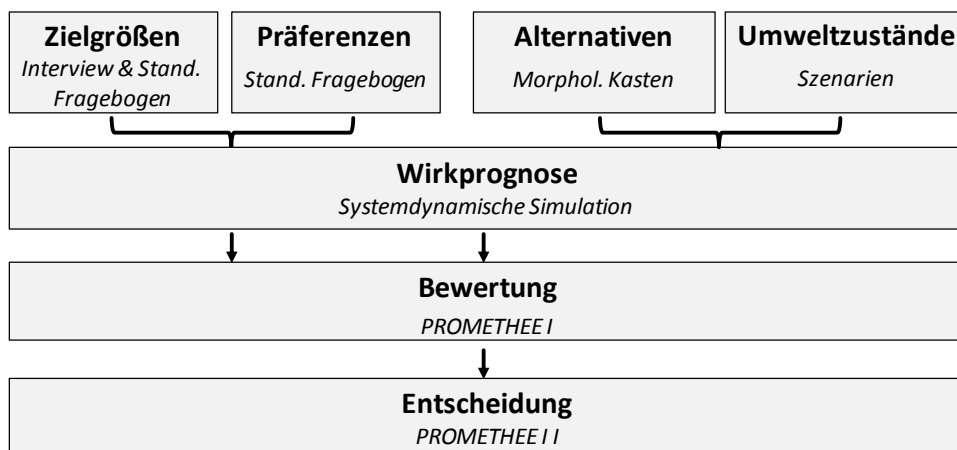 Zielgrößen
Interview & Stand.
Fragebogen
Präferenzen
Stand. Fragebogen
Alternativen
Morphol. Kasten
Umweltzustände
Szenarien
Wirkprognose
Systemdynamische Simulation
Bewertung
PROMETHEE I
Entscheidung
PROMETHEE I I